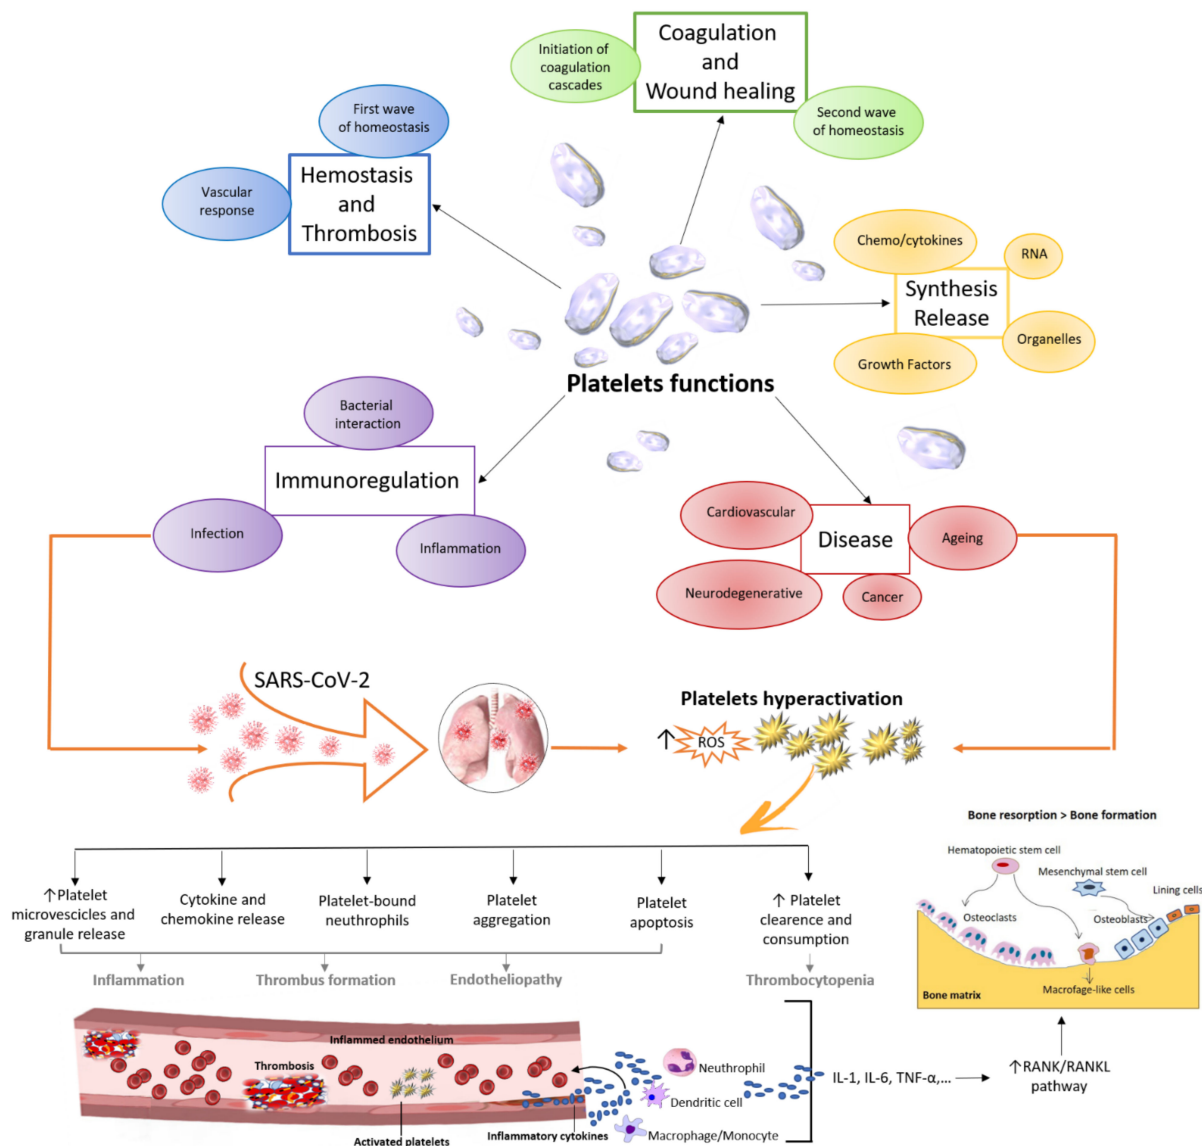 Coagulation
and
Wound healing
Initiation of
coagulation
cascades
Second wave
of homeostasis
First wave
of homeostasis
Vascular
response
Hemostasis
and
Thrombosis
Chemo/cytokines
RNA
Synthesis
Release
Organelles
Growth Factors
Platelets functions
Bacterial
interaction
Immunoregulation
Infection
Inflammation
Cardiovascular
Disease
Ageing
Neurodegenerative
Cancer
SARS-CoV-2
Platelets hyperactivation
↑
ROS
↑Platelet
microvescicles and
granule release
Cytokine and
chemokine release
Platelet-bound
neuthrophils
Platelet
aggregation
Platelet
apoptosis
↑ Platelet
clearence and
consumption
Inflammation
Thrombus formation
Endotheliopathy
Thrombocytopenia
Bone resorption > Bone formation
Hematopoietic stem cell
Mesenchymal stem cell
Lining cells
Osteoclasts
Osteoblasts
Macrofage-like cells
Bone matrix
Inflammed endothelium
Thrombosis
Activated platelets
Inflammatory cytokines
Neuthrophil
Dendritic cell
Macrophage/Monocyte
IL-1, IL-6, TNF-α,...
↑RANK/RANKL
pathway